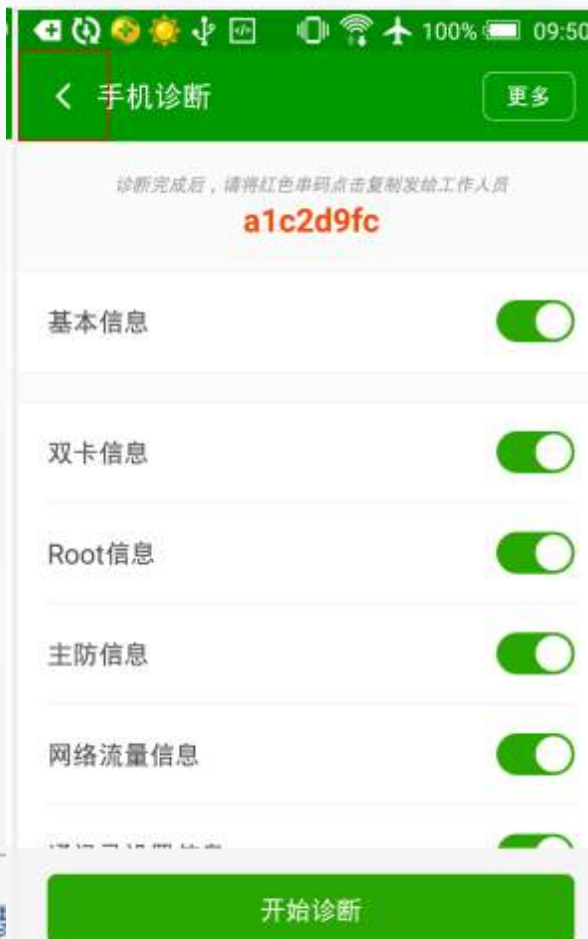 100% 09:50
手机诊断
更多
诊断完成后，请将红色串码点击复制发给工作人员
a1c2d9fc
基本信息
双卡信息
Root信息
主防信息
网络流量信息
开始诊断